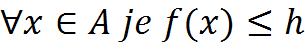 ∀x ∈ A je f(x) ≤ h